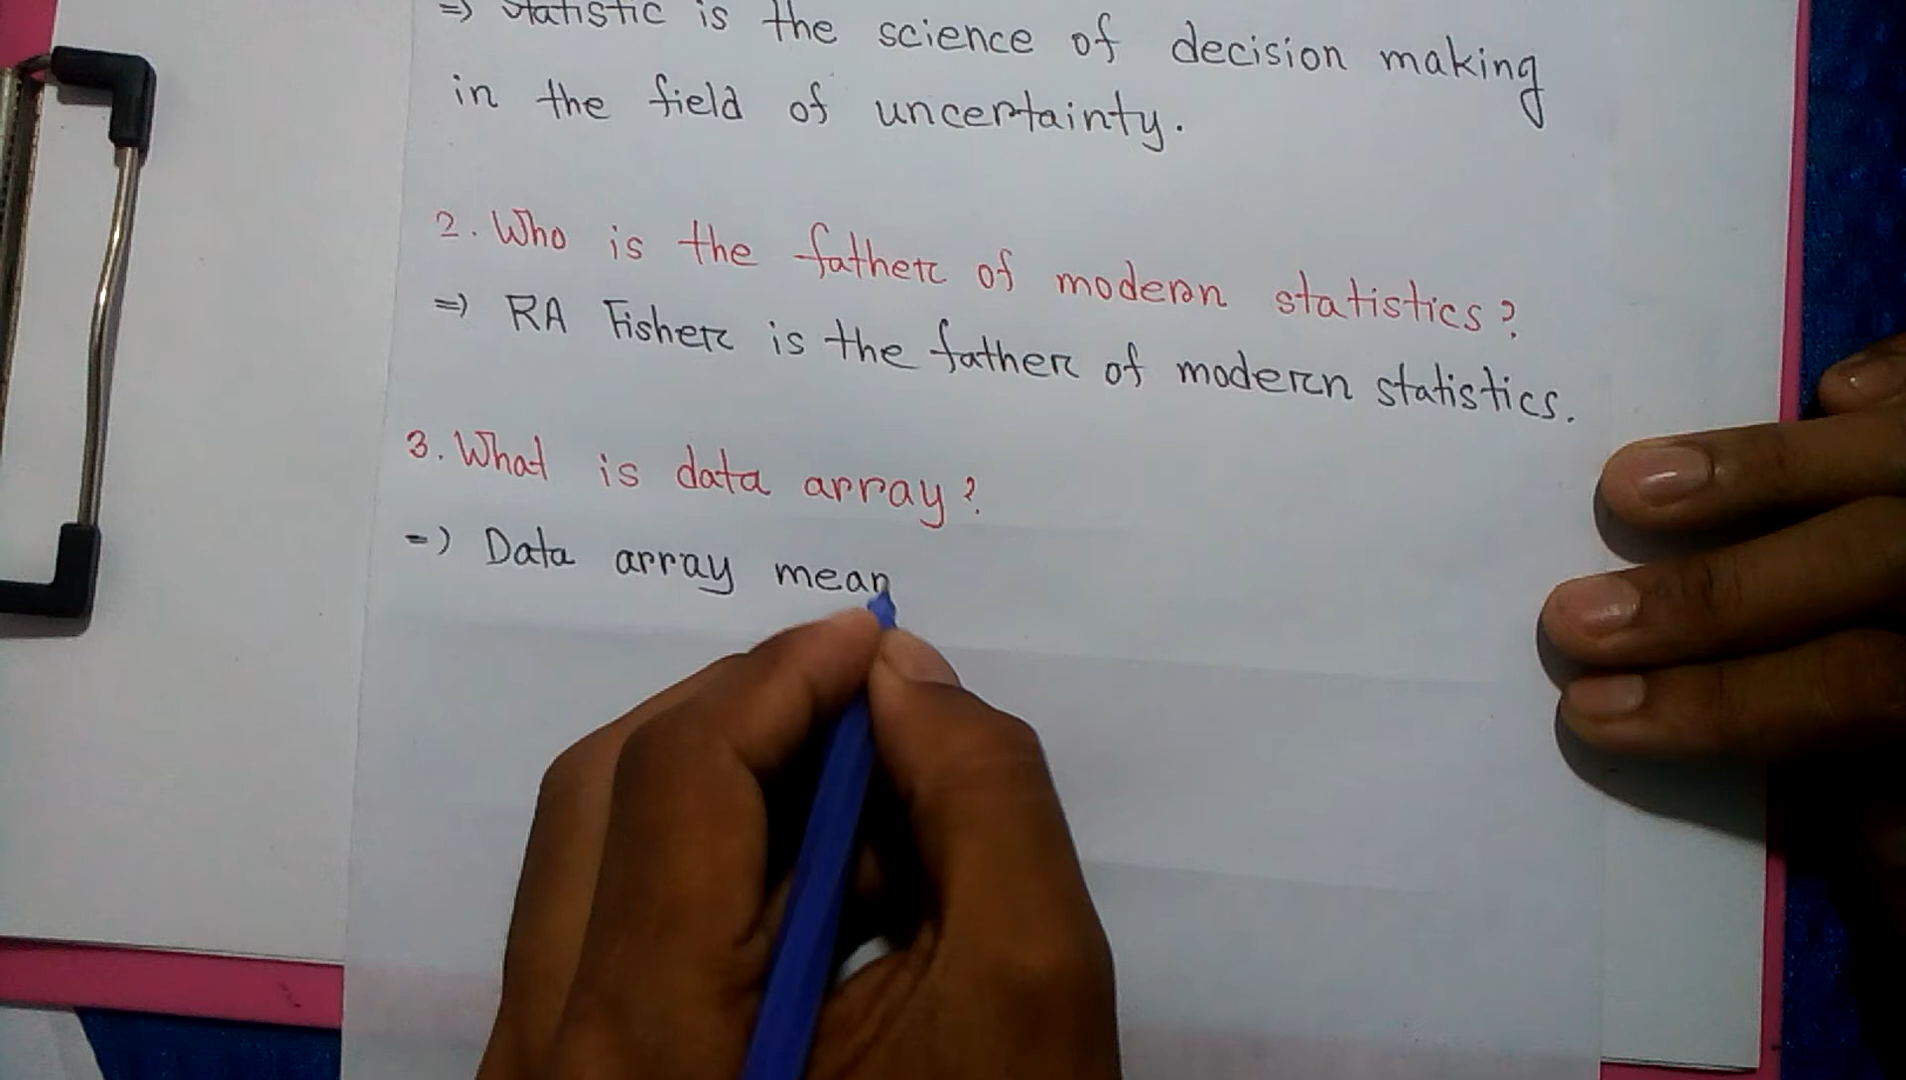 => Statistic is the science of decision making
in the field of uncertainty.
2. Who is the father of modern statistics?
=> RA Fisher is the father of modern statistics.
3. What is data array?
=> Data array mean